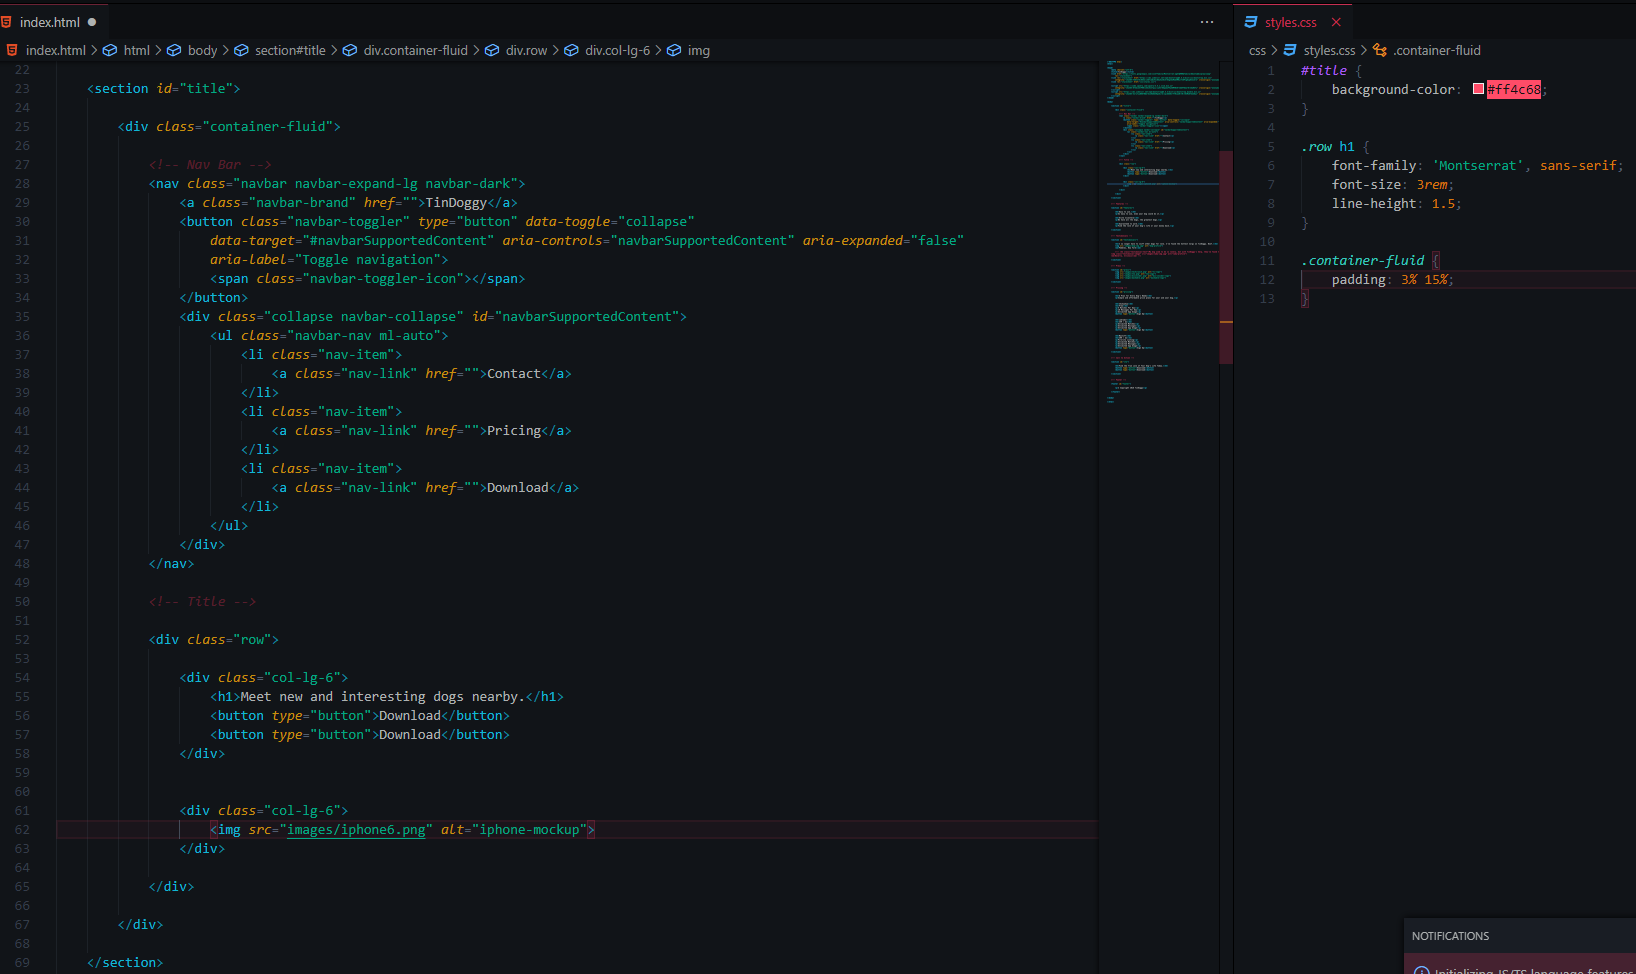 index.html
index.html > html > body > section#title > div.container-fluid > div.row > div.col-lg-6 > img
22
23 <section id="title">
24
25 <div class="container-fluid">
26
27 <!-- Nav Bar -->
28 <nav class="navbar navbar-expand-lg navbar-dark">
29 <a class="navbar-brand" href="">TinDoggy</a>
30 <button class="navbar-toggler" type="button" data-toggle="collapse"
31 data-target="#navbarSupportedContent" aria-controls="navbarSupportedContent" aria-expanded="false"
32 aria-label="Toggle navigation">
33 <span class="navbar-toggler-icon"></span>
34 </button>
35 <div class="collapse navbar-collapse" id="navbarSupportedContent">
36 <ul class="navbar-nav ml-auto">
37 <li class="nav-item">
38 <a class="nav-link" href="">Contact</a>
39 </li>
40 <li class="nav-item">
41 <a class="nav-link" href="">Pricing</a>
42 </li>
43 <li class="nav-item">
44 <a class="nav-link" href="">Download</a>
45 </li>
46 </ul>
47 </div>
48 </nav>
49
50 <!-- Title -->
51
52 <div class="row">
53
54 <div class="col-lg-6">
55 <h1>Meet new and interesting dogs nearby.</h1>
56 <button type="button">Download</button>
57 <button type="button">Download</button>
58 </div>
59
60
61 <div class="col-lg-6">
62 <img src="images/iphone6.png" alt="iphone-mockup">
63 </div>
64
65 </div>
66
67 </div>
68
69 </section>
styles.css
css > styles.css > .container-fluid
1 #title {
2 background-color: #ff4c68;
3 }
4
5 .row h1 {
6 font-family: 'Montserrat', sans-serif;
7 font-size: 3rem;
8 line-height: 1.5;
9 }
10
11 .container-fluid {
12 padding: 3% 15%;
13 }
NOTIFICATIONS
Initializing JS/TS language features